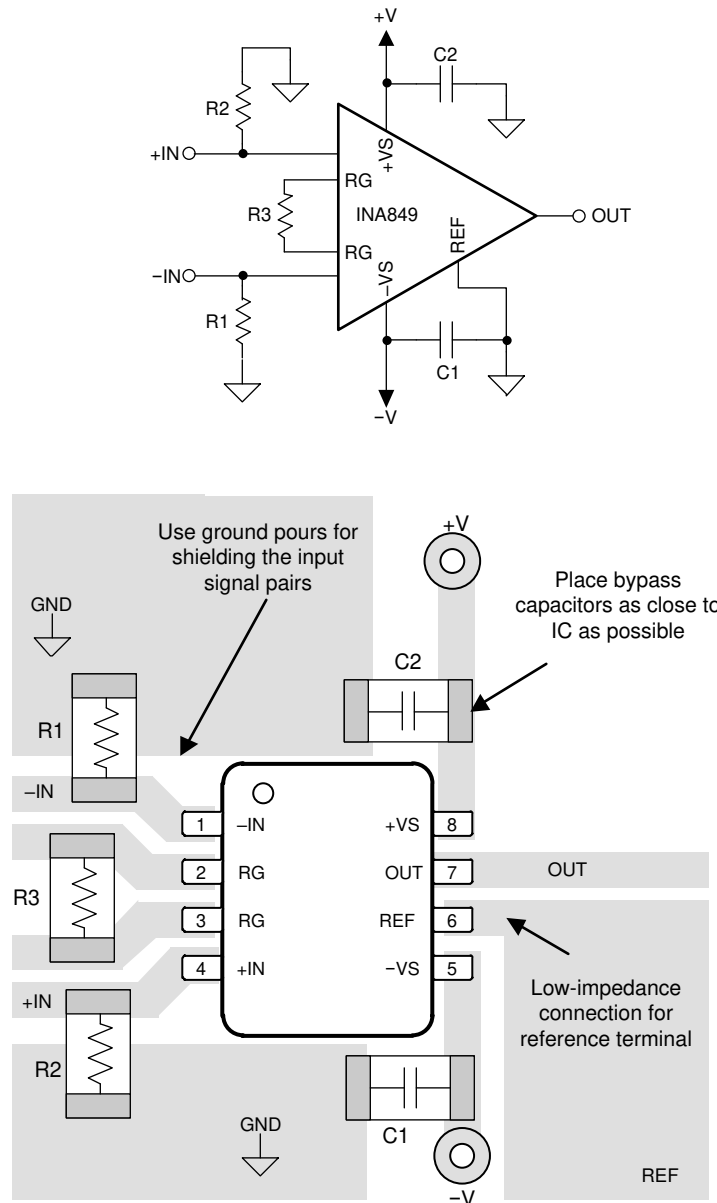 +V
C2
R2
+IN
+VS
RG
R3
INA849
OUT
RG
REF
−IN
−VS
R1
C1
−V
+V
Use ground pours for
shielding the input
signal pairs
Place bypass
capacitors as close to
IC as possible
GND
C2
R1
−IN
1
–IN
+VS
8
2
RG
OUT
7
OUT
R3
3
RG
REF
6
4
+IN
−VS
5
+IN
Low-impedance
connection for
reference terminal
R2
C1
GND
REF
−V